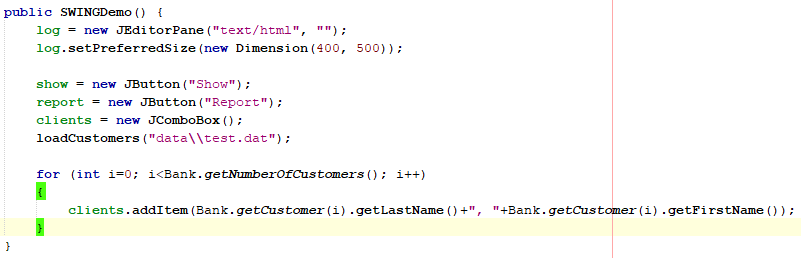 public SWINGDemo() {
log = new JEditorPane("text/html", "");
log.setPreferredSize(new Dimension(400, 500));
show = new JButton("Show");
report = new JButton("Report");
clients = new JComboBox();
loadCustomers("data\\test.dat");
for (int i=0; i<Bank.getNumberOfCustomers(); i++)
{
clients.addItem(Bank.getCustomer(i).getLastName()+", "+Bank.getCustomer(i).getFirstName());
}
}